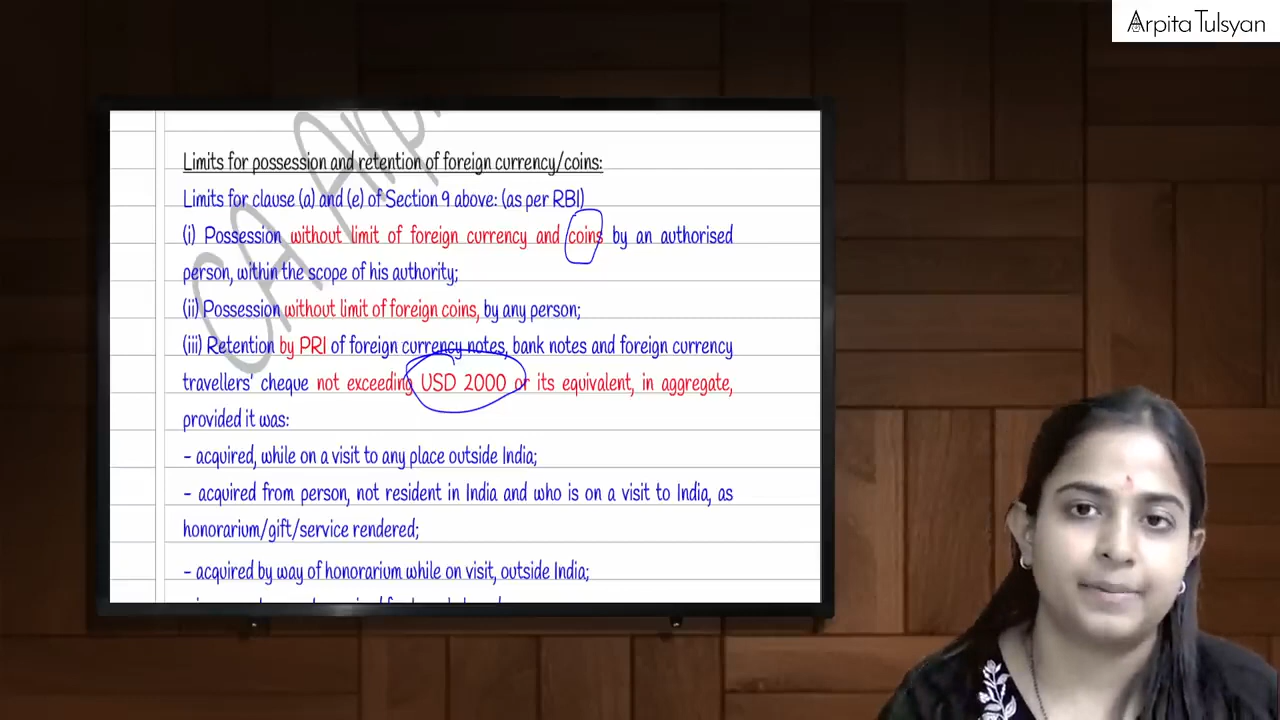 Arpita Tulsyan
Limits for possession and retention of foreign currency/coins:
Limits for clause (a) and (e) of Section 9 above: (as per RBI)
(i) Possession without limit of foreign currency and coins by an authorised
person, within the scope of his authority;
(ii) Possession without limit of foreign coins, by any person;
(iii) Retention by PRI of foreign currency notes, bank notes and foreign currency
travellers' cheque not exceeding USD 2000 or its equivalent, in aggregate,
provided it was:
- acquired, while on a visit to any place outside India;
- acquired from person, not resident in India and who is on a visit to India, as
honorarium/gift/service rendered;
- acquired by way of honorarium while on visit, outside India;
CA Arp